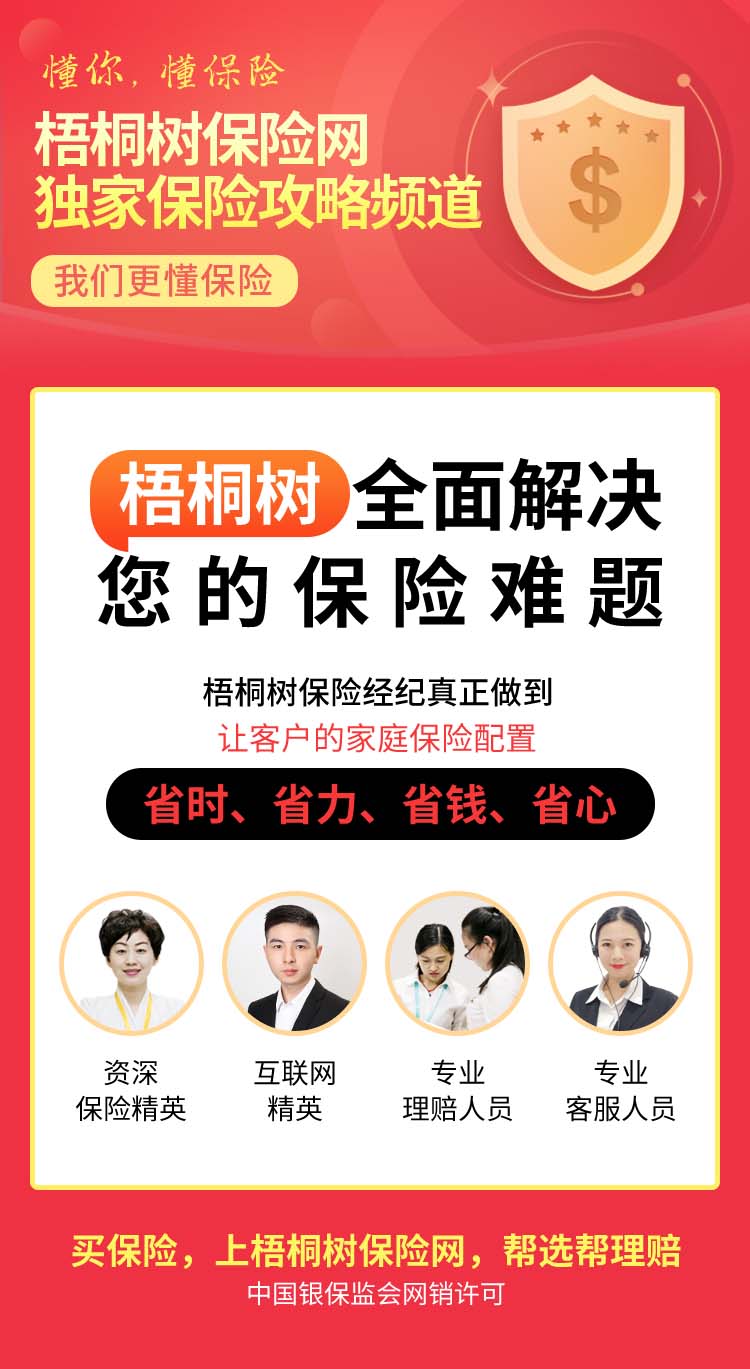 懂你，懂保险
梧桐树保险网
独家保险攻略频道
我们更懂保险
$
梧桐树全面解决
您的保险难题
梧桐树保险经纪真正做到
让客户的家庭保险配置
省时、省力、省钱、省心
资深
保险精英
互联网
精英
专业
理赔人员
专业
客服人员
买保险，上梧桐树保险网，帮选帮理赔
中国银保监会网销许可